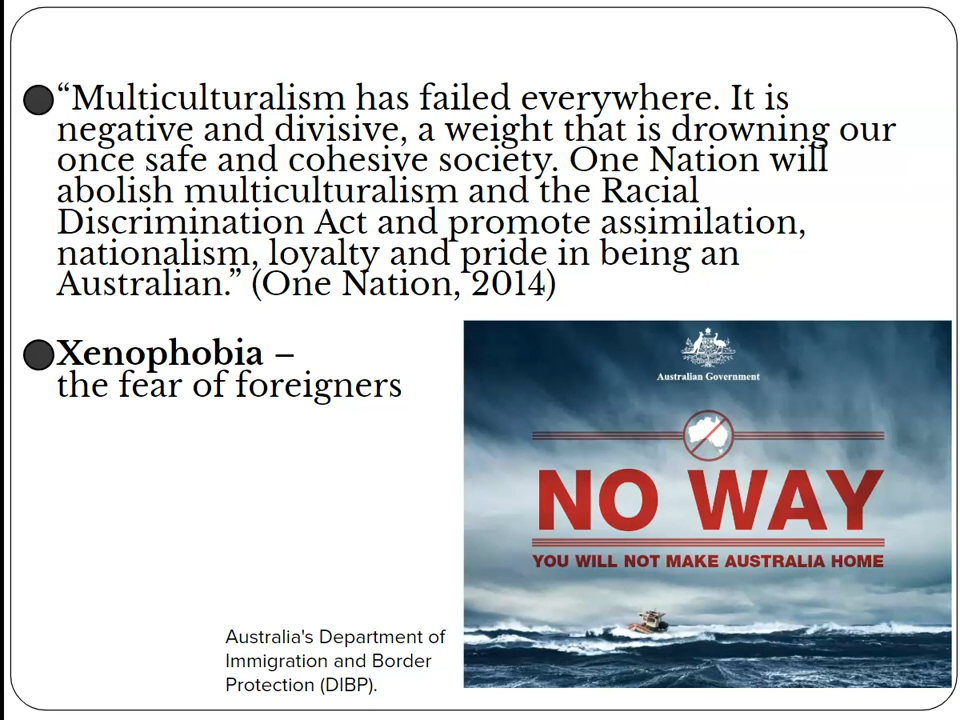 “Multiculturalism has failed everywhere. It is
negative and divisive, a weight that is drowning our
once safe and cohesive society. One Nation will
abolish multiculturalism and the Racial
Discrimination Act and promote assimilation,
nationalism, loyalty and pride in being an
Australian.” (One Nation, 2014)
Xenophobia –
the fear of foreigners
Australian Government
NO WAY
YOU WILL NOT MAKE AUSTRALIA HOME
Australia's Department of
Immigration and Border
Protection (DIBP).